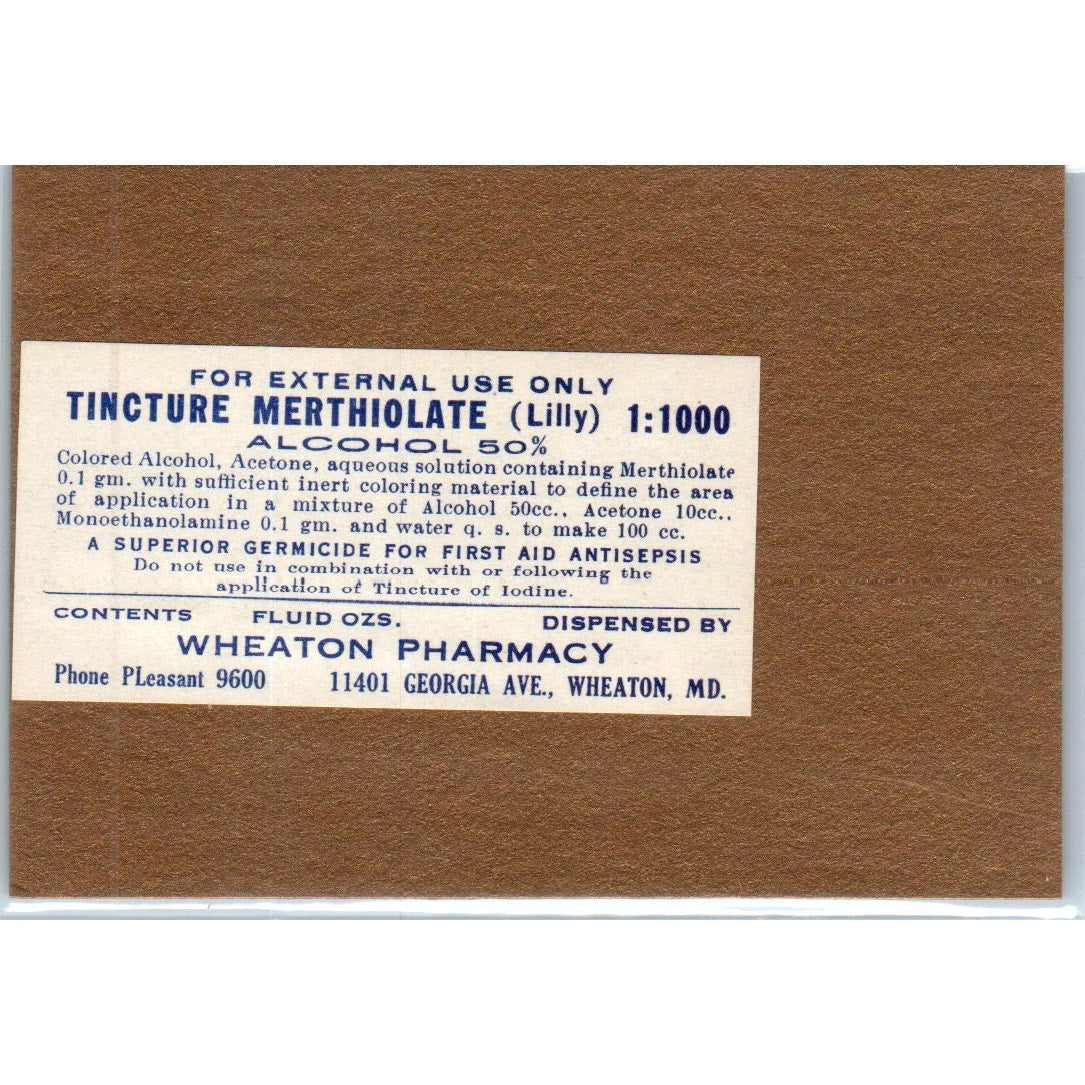 FOR EXTERNAL USE ONLY
TINCTURE MERTHIOLATE (Lilly) 1:1000
ALCOHOL 50%
Colored Alcohol, Acetone, aqueous solution containing Merthiolate
0.1 gm. with sufficient inert coloring material to define the area
of application in a mixture of Alcohol 50cc., Acetone 10cc.,
Monoethanolamine 0.1 gm. and water q. s. to make 100 cc.
A SUPERIOR GERMICIDE FOR FIRST AID ANTISEPSIS
Do not use in combination with or following the
application of Tincture of Iodine.
CONTENTS FLUID OZS. DISPENSED BY
WHEATON PHARMACY
Phone PLeasant 9600 11401 GEORGIA AVE., WHEATON, MD.